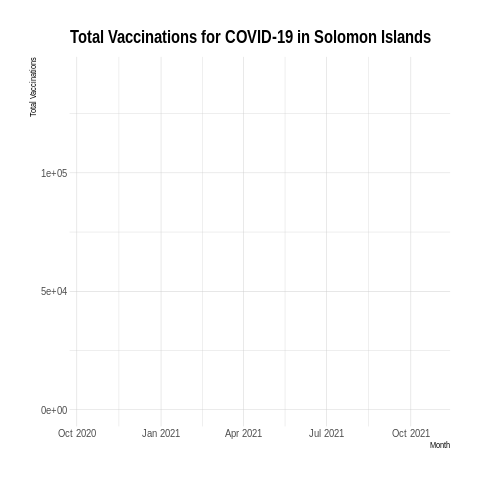 Total Vaccinations for COVID-19 in Solomon Islands
Total Vaccinations
1e+05
5e+04
0e+00
Oct 2020 Jan 2021 Apr 2021 Jul 2021 Oct 2021
Month